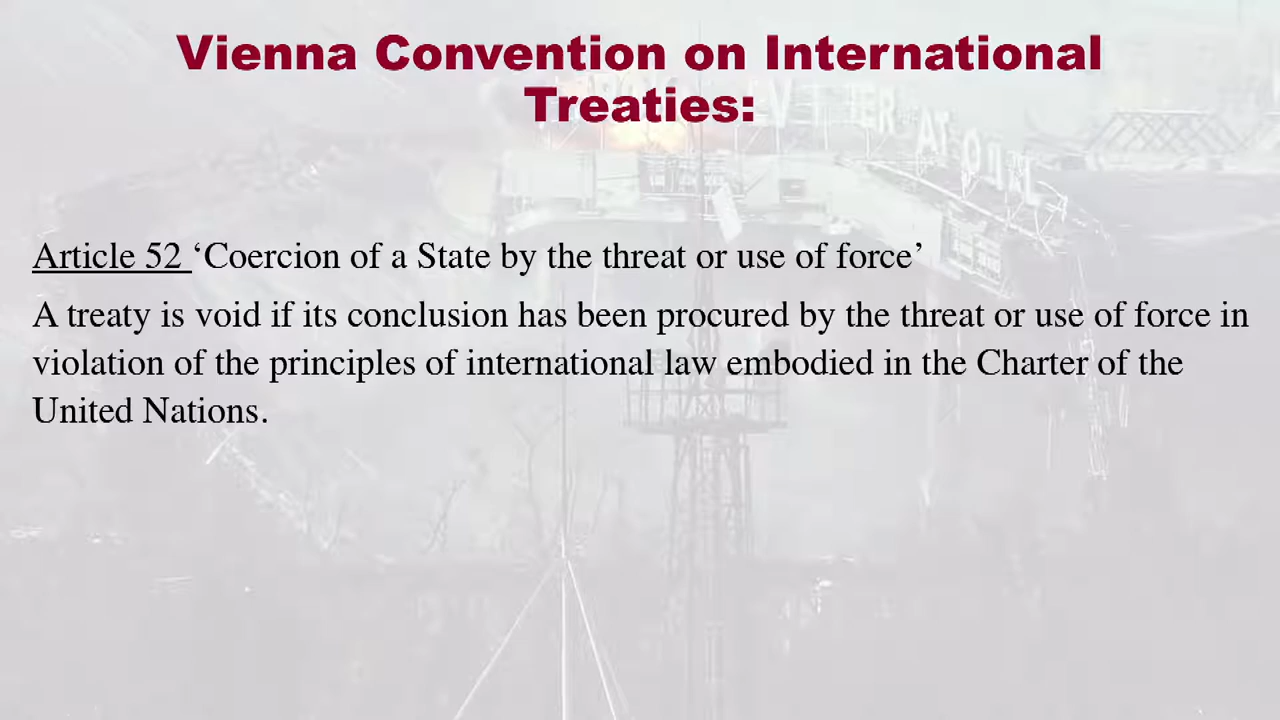 Vienna Convention on International
Treaties:
Article 52 ‘Coercion of a State by the threat or use of force’
A treaty is void if its conclusion has been procured by the threat or use of force in
violation of the principles of international law embodied in the Charter of the
United Nations.